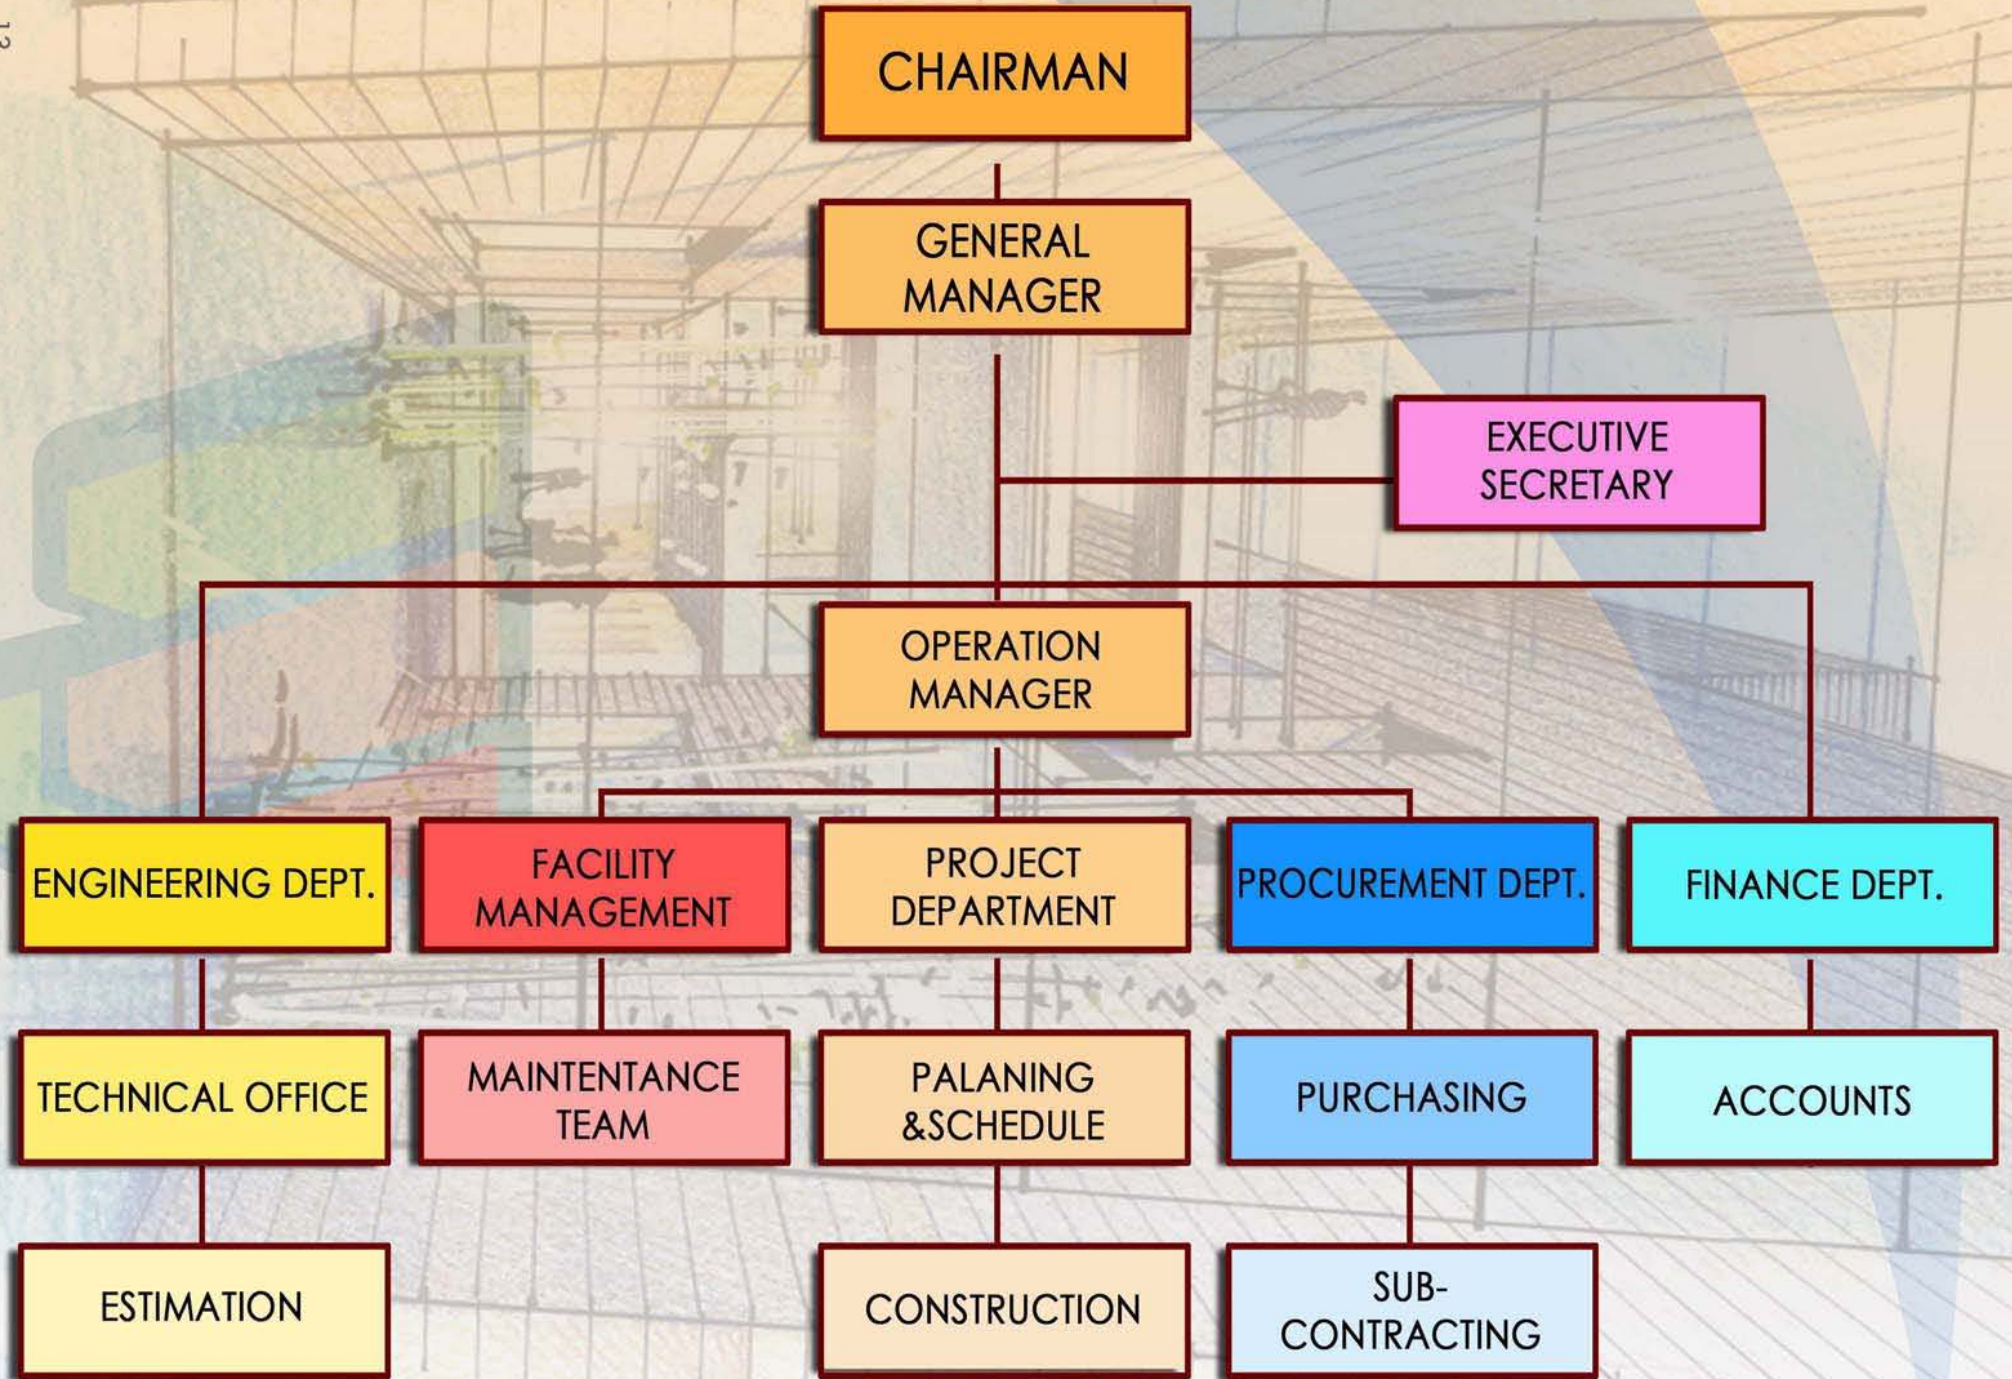 12
CHAIRMAN
GENERAL
MANAGER
EXECUTIVE
SECRETARY
OPERATION
MANAGER
ENGINEERING DEPT.
FACILITY
MANAGEMENT
PROJECT
DEPARTMENT
PROCUREMENT DEPT.
FINANCE DEPT.
TECHNICAL OFFICE
MAINTENTANCE
TEAM
PALANING
&SCHEDULE
PURCHASING
ACCOUNTS
ESTIMATION
CONSTRUCTION
SUB-
CONTRACTING